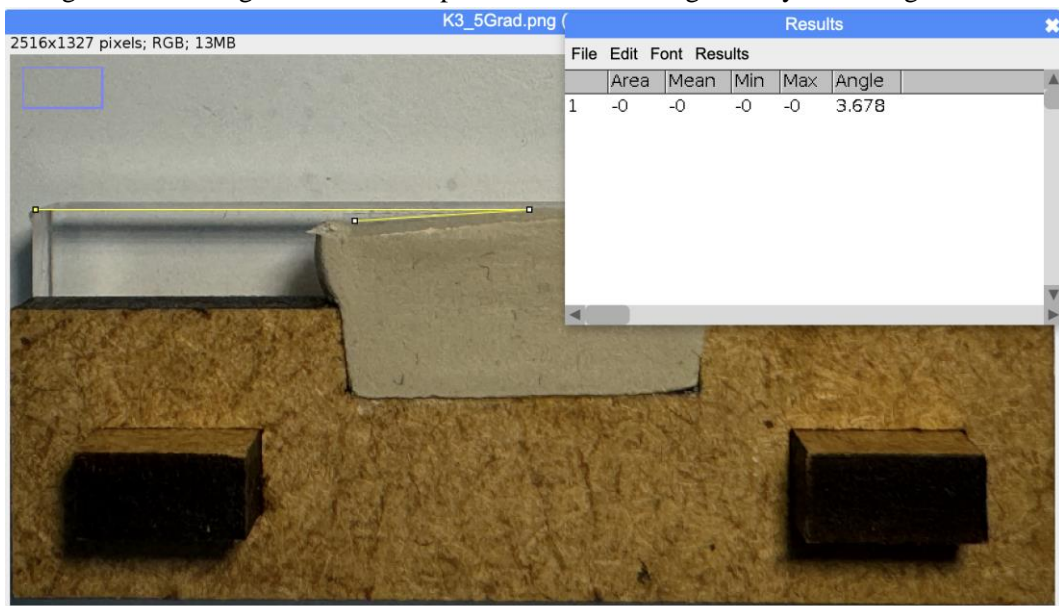 K3_5Grad.png (
Results
2516x1327 pixels; RGB; 13MB
File Edit Font Results
Area Mean Min Max Angle
1 -0 -0 -0 -0 3.678